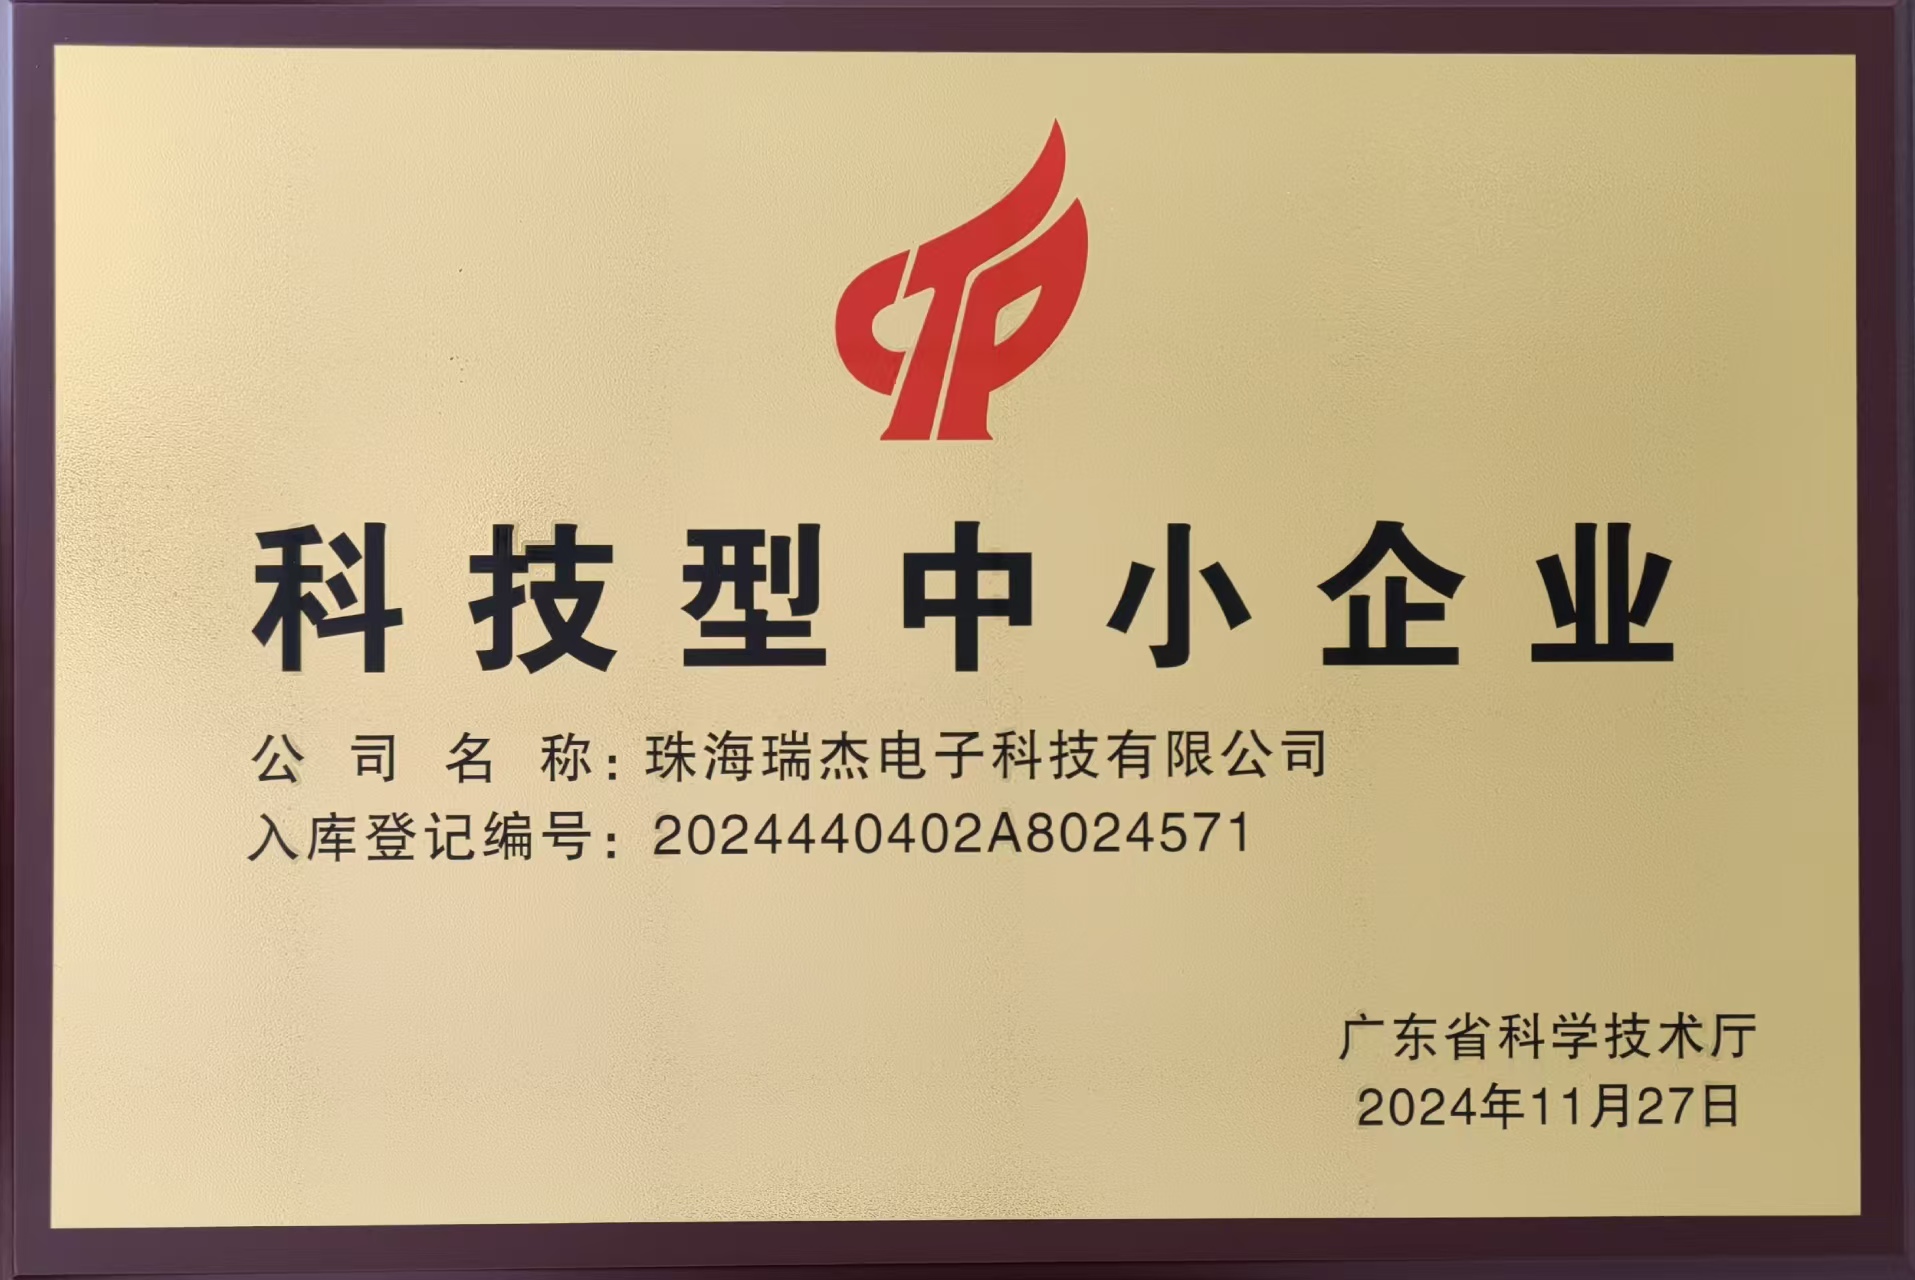 CTP
科技型中小企业
公司名称：珠海瑞杰电子科技有限公司
入库登记编号：2024440402A8024571
广东省科学技术厅
2024年11月27日